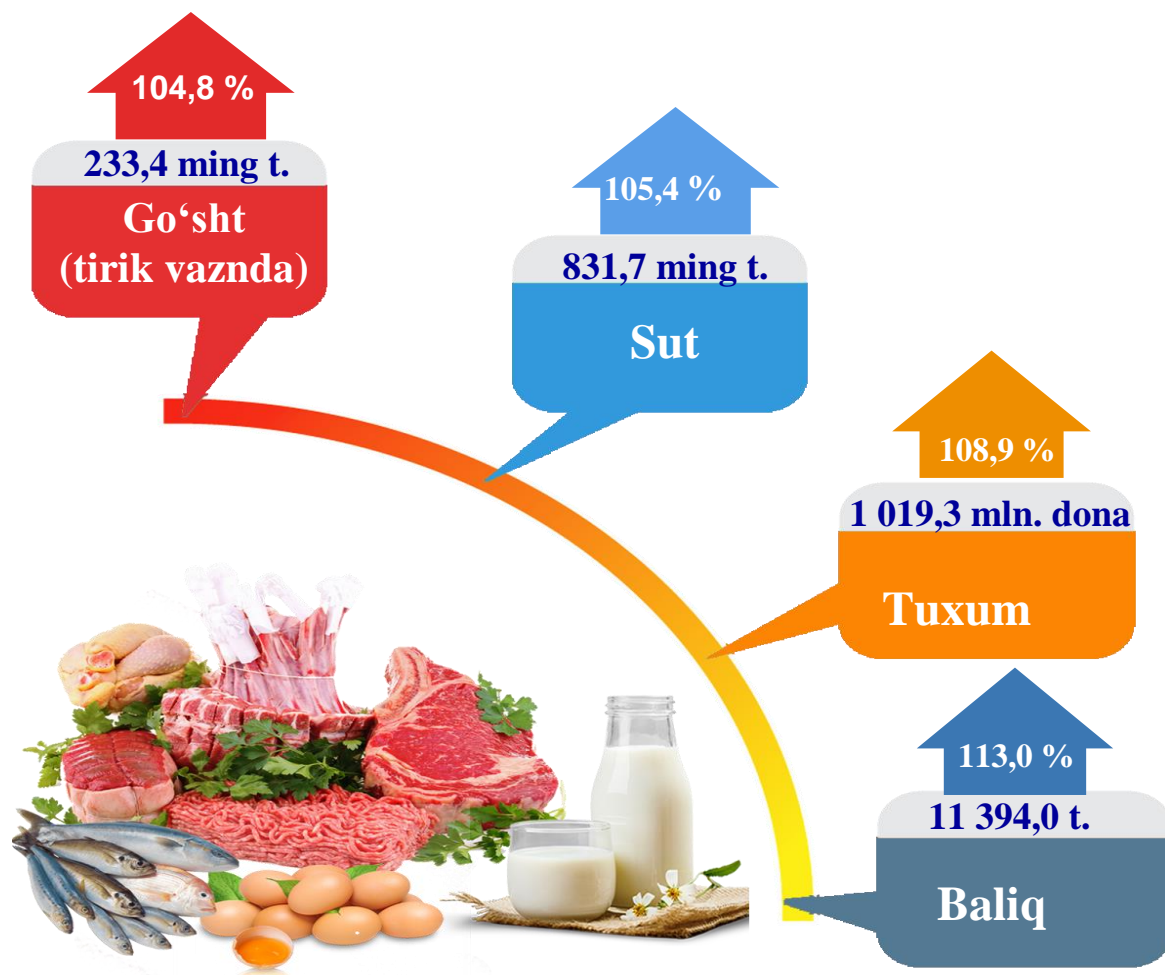 104,8 %
233,4 ming t.
Go‘sht
(tirik vaznda)
105,4 %
831,7 ming t.
Sut
108,9 %
1 019,3 mln. dona
Tuxum
113,0 %
11 394,0 t.
Baliq